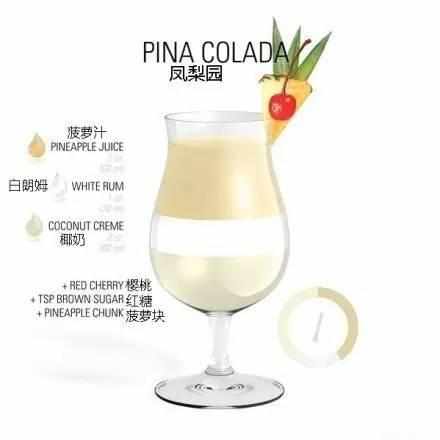 PINA COLADA
凤梨园
菠萝汁
PINEAPPLE JUICE
白朗姆 WHITE RUM
COCONUT CREME
椰奶
+ RED CHERRY 樱桃
+ TSP BROWN SUGAR 红糖
+ PINEAPPLE CHUNK 菠萝块